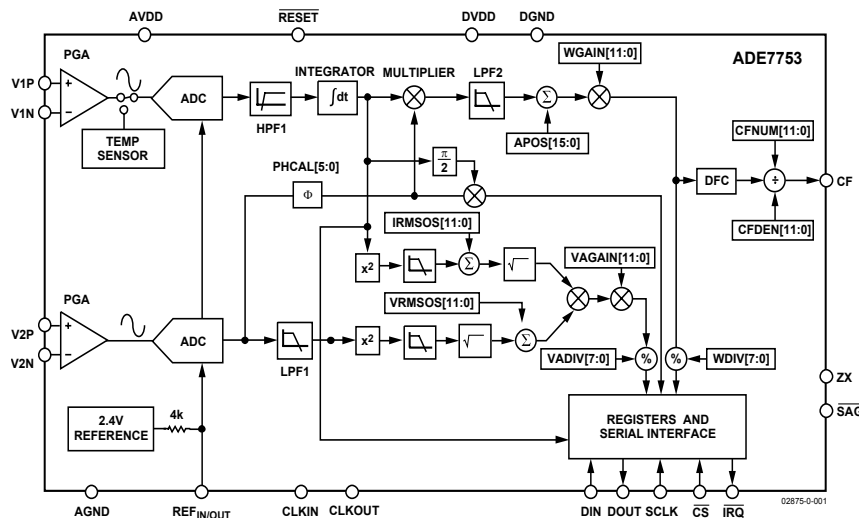 AVDD
RESET
DVDD
DGND
PGA
WGAIN[11:0]
ADE7753
INTEGRATOR
MULTIPLIER
LPF2
V1P
+
ADC
∫dt
Σ
CFNUM[11:0]
V1N
−
HPF1
TEMP
SENSOR
APOS[15:0]
PHCAL[5:0]
π
2
DFC
÷
CF
Φ
IRMSOS[11:0]
CFDEN[11:0]
VAGAIN[11:0]
x2
Σ
√
PGA
VRMSOS[11:0]
V2P
+
ADC
x2
√
Σ
V2N
−
LPF1
VADIV[7:0]
%
%
WDIV[7:0]
ZX
2.4V
REFERENCE
4k
REGISTERS AND
SERIAL INTERFACE
SAG
AGND
REFIN/OUT
CLKIN
CLKOUT
DIN
DOUT
SCLK
CS
IRQ
02875-0-001